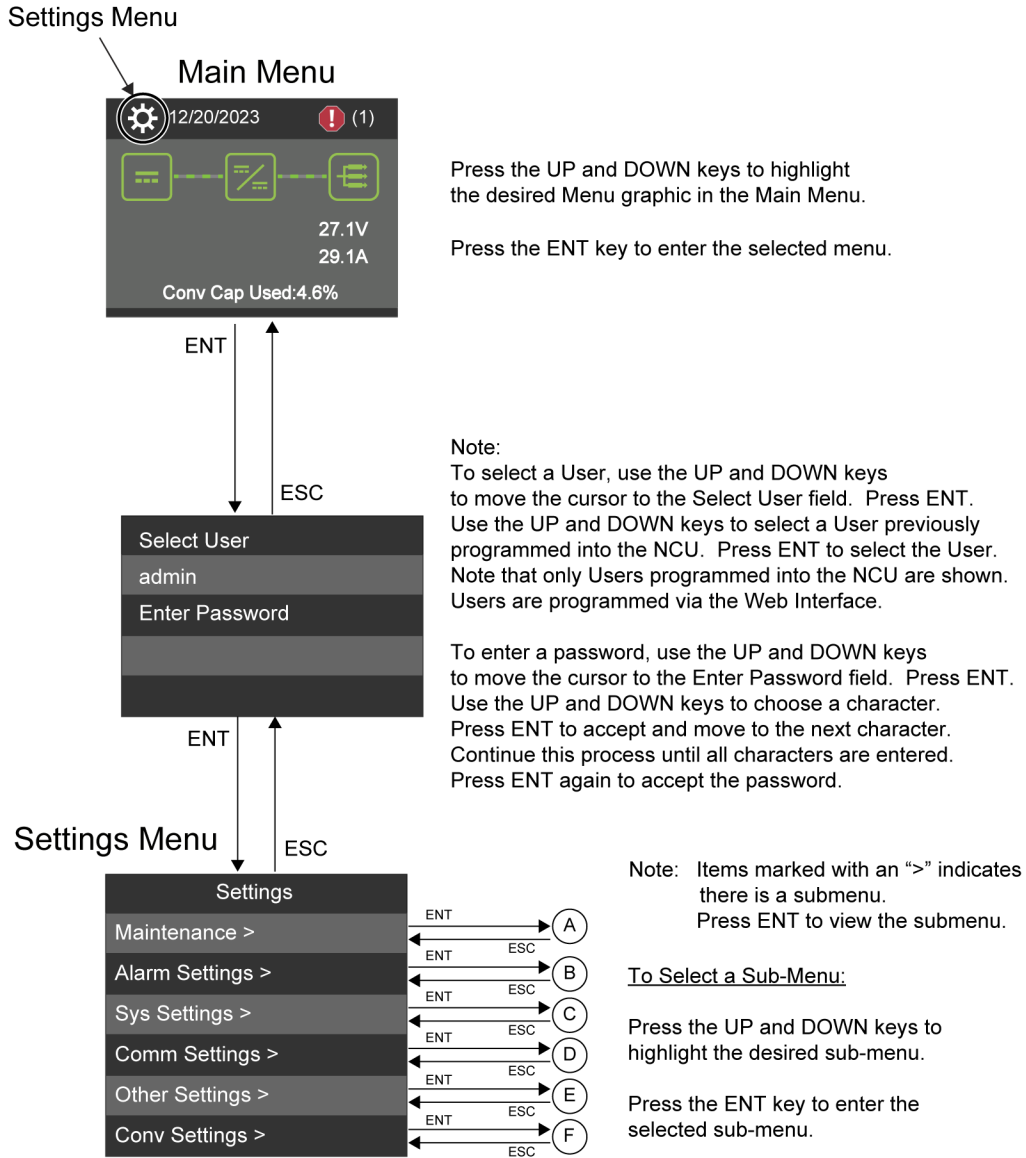 Settings Menu
Main Menu
12/20/2023 (1)
27.1V
29.1A
Conv Cap Used:4.6%
Press the UP and DOWN keys to highlight
the desired Menu graphic in the Main Menu.
Press the ENT key to enter the selected menu.
ENT
ESC
Select User
admin
Enter Password
Note:
To select a User, use the UP and DOWN keys
to move the cursor to the Select User field.  Press ENT.
Use the UP and DOWN keys to select a User previously
programmed into the NCU.  Press ENT to select the User.
Note that only Users programmed into the NCU are shown.
Users are programmed via the Web Interface.
To enter a password, use the UP and DOWN keys
to move the cursor to the Enter Password field.  Press ENT.
Use the UP and DOWN keys to choose a character.
Press ENT to accept and move to the next character.
Continue this process until all characters are entered.
Press ENT again to accept the password.
ENT
ESC
Settings Menu
Settings
Maintenance >
ENT
ESC
A
Alarm Settings >
ENT
ESC
B
Sys Settings >
ENT
ESC
C
Comm Settings >
ENT
ESC
D
Other Settings >
ENT
ESC
E
Conv Settings >
ENT
ESC
F
Note:   Items marked with an “>” indicates
there is a submenu.
Press ENT to view the submenu.
To Select a Sub-Menu:
Press the UP and DOWN keys to
highlight the desired sub-menu.
Press the ENT key to enter the
selected sub-menu.